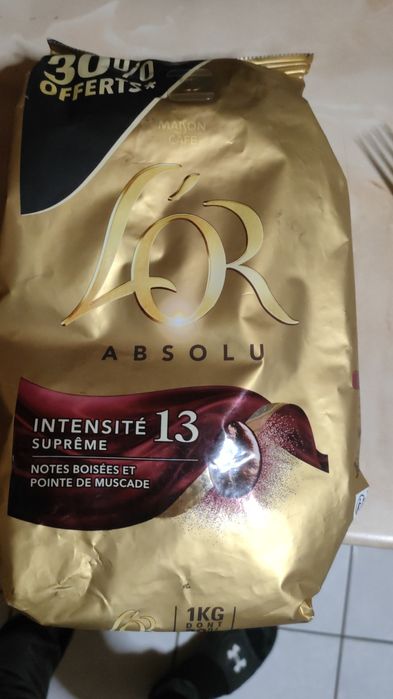 30%
OFFERTS*
MAISON
CAFÉ
L'OR
ABSOLU
INTENSITÉ 13
SUPRÊME
NOTES BOISÉES ET
POINTE DE MUSCADE
1KG
DONT